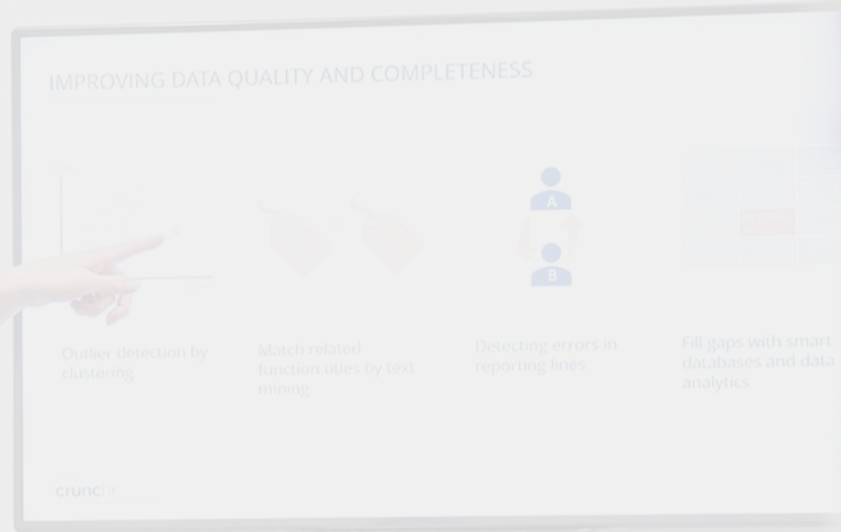 IMPROVING DATA QUALITY AND COMPLETENESS
A
B
Outlier detection by
clustering
Match related
function titles by text
mining
Detecting errors in
reporting lines
Fill gaps with smart
databases and data
analytics